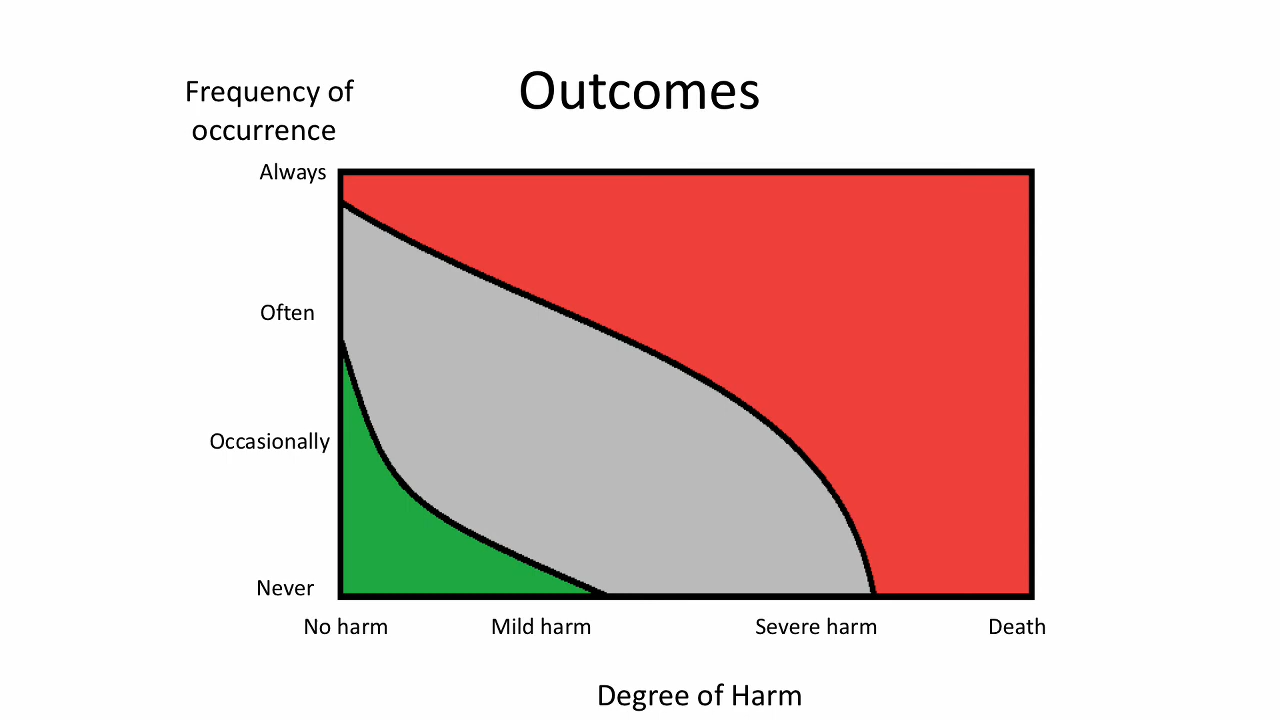 Outcomes
Frequency of
occurrence
Always
Often
Occasionally
Never
No harm
Mild harm
Severe harm
Death
Degree of Harm